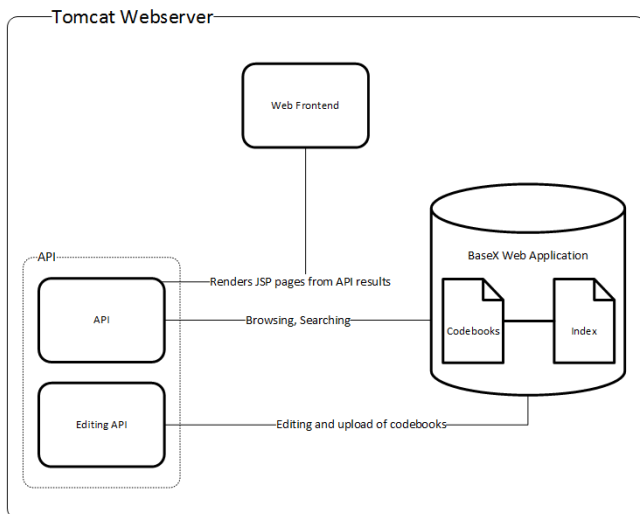 Tomcat Webserver
Web Frontend
BaseX Web Application
API
Renders JSP pages from API results
API
Browsing, Searching
Codebooks
Index
Editing API
Editing and upload of codebooks